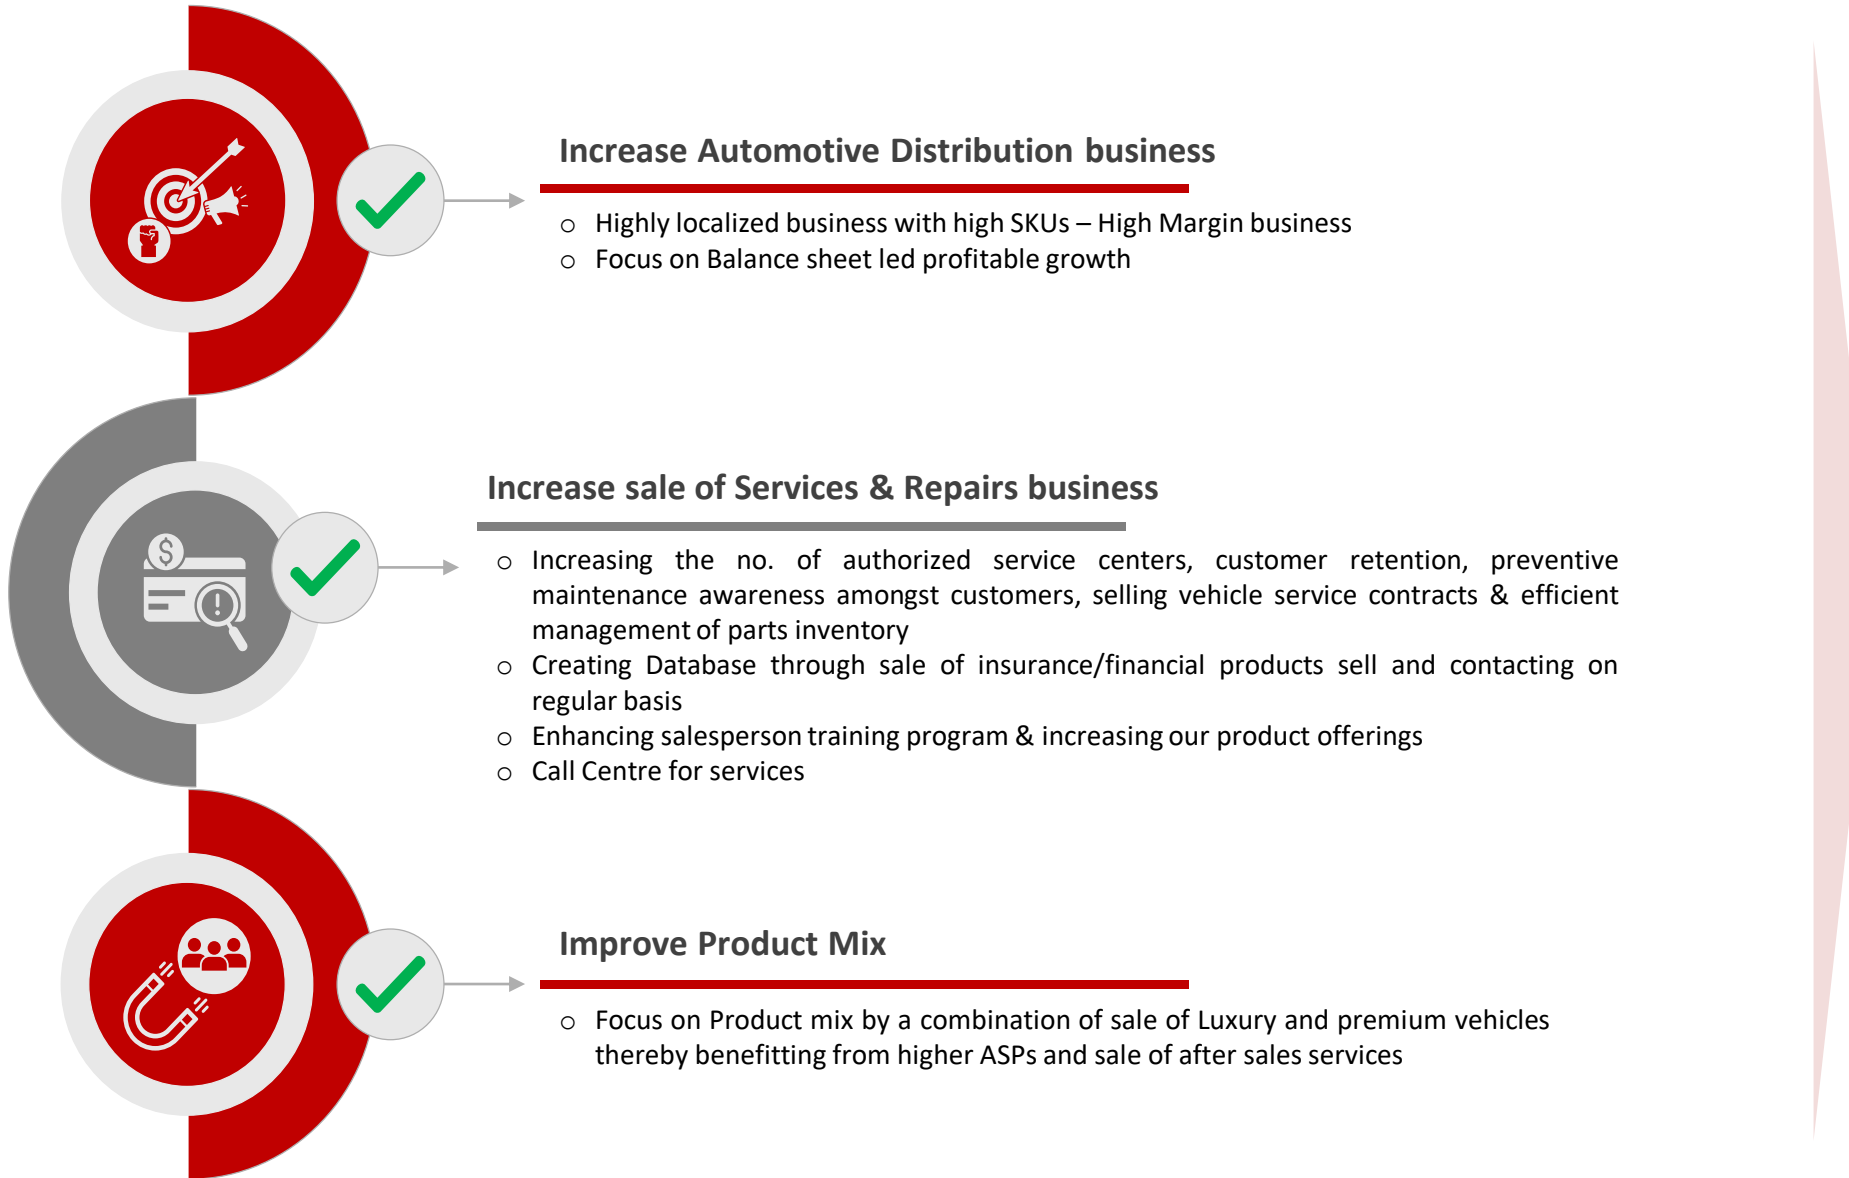 Increase Automotive Distribution business
o Highly localized business with high SKUs – High Margin business
o Focus on Balance sheet led profitable growth
Increase sale of Services & Repairs business
o Increasing the no. of authorized service centers, customer retention, preventive
maintenance awareness amongst customers, selling vehicle service contracts & efficient
management of parts inventory
o Creating Database through sale of insurance/financial products sell and contacting on
regular basis
o Enhancing salesperson training program & increasing our product offerings
o Call Centre for services
Improve Product Mix
o Focus on Product mix by a combination of sale of Luxury and premium vehicles
thereby benefitting from higher ASPs and sale of after sales services